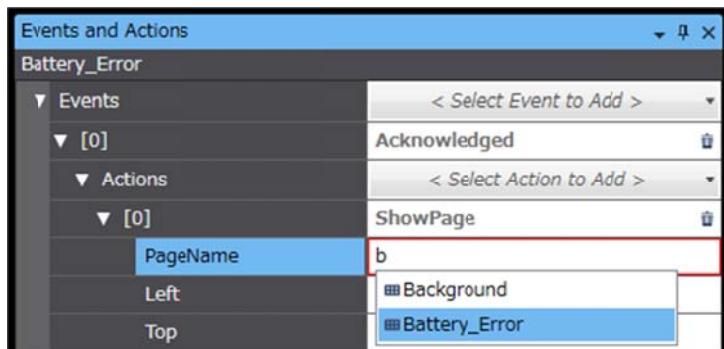 Events and Actions
Battery_Error
Events < Select Event to Add >
[0] Acknowledged
Actions < Select Action to Add >
[0] ShowPage
PageName b
Left Background
Top Battery_Error